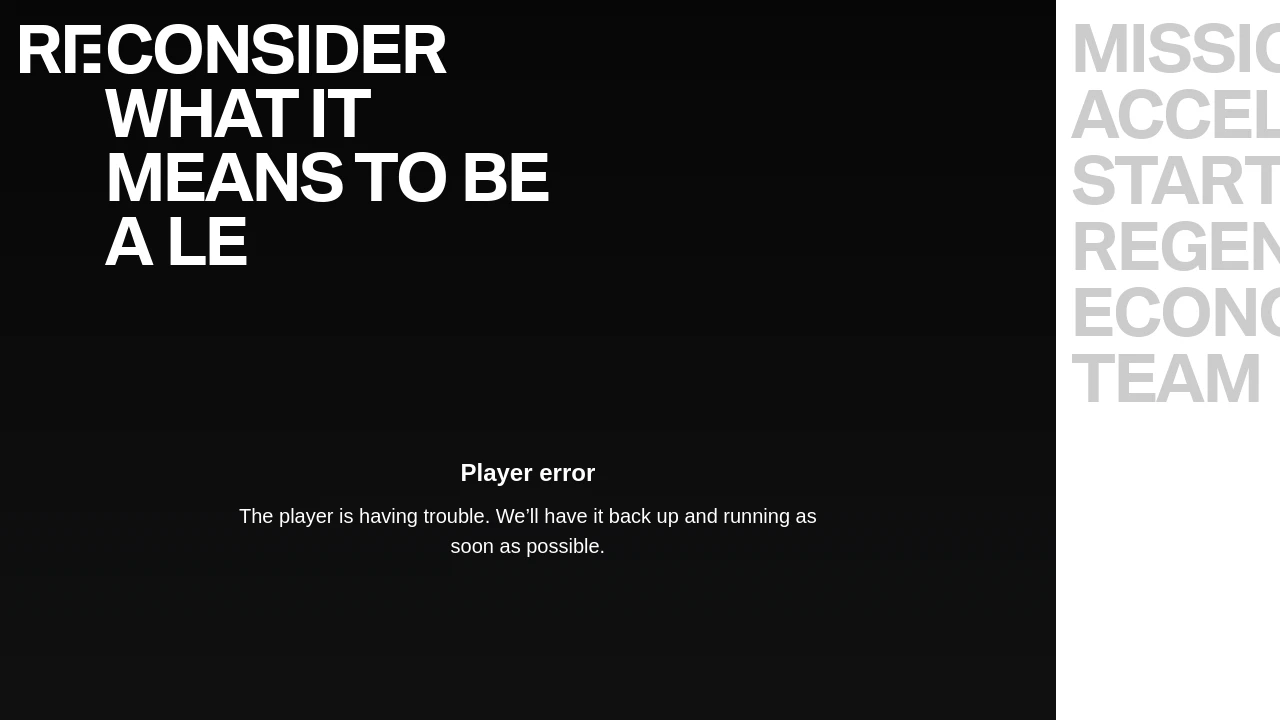 RECONSIDER
WHAT IT
MEANS TO BE
A LE
Player error
The player is having trouble. We’ll have it back up and running as
soon as possible.
MISSIO
ACCEL
START
REGEN
ECONO
TEAM